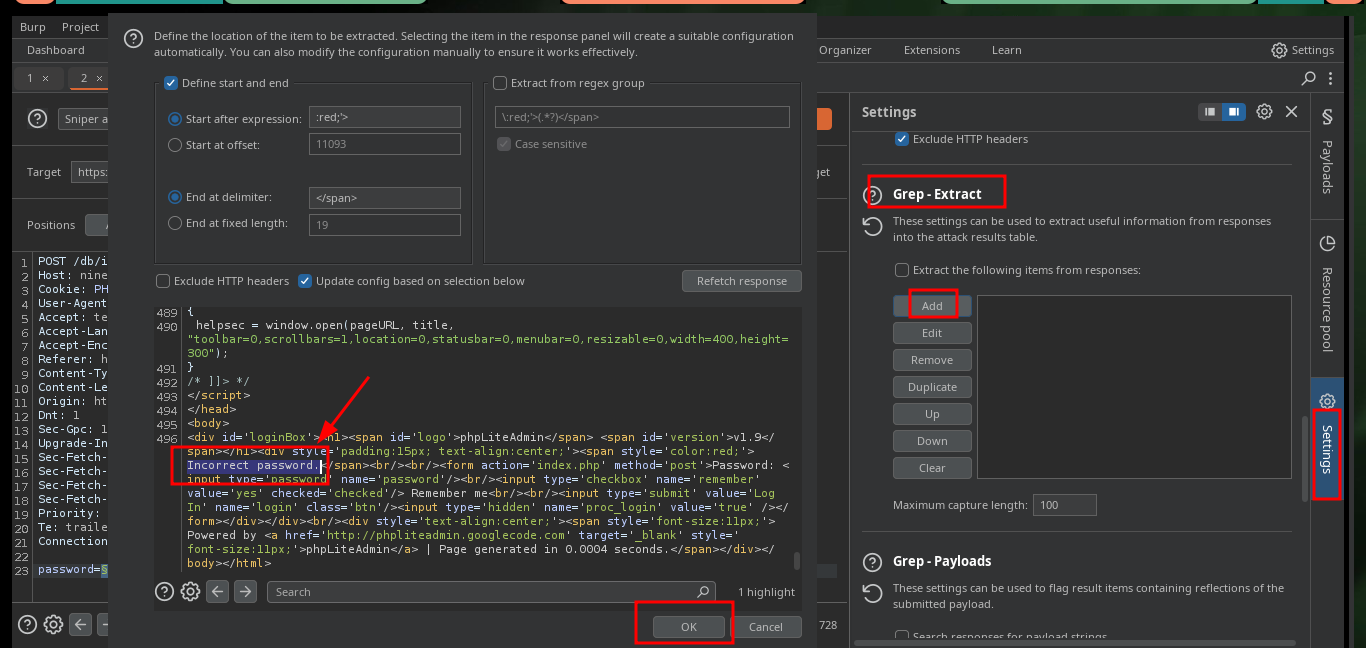 Burp Project
Dashboard
Organizer Extensions Learn Settings
1 × 2 ×
Sniper a
Target https:
get
Positions
1 POST /db/i
2 Host: nine
3 Cookie: PH
4 User-Agent
5 Accept: te
6 Accept-Lan
7 Accept-Enc
8 Referer: h
9 Content-Ty
10 Content-Le
11 Origin: ht
12 Dnt: 1
13 Sec-Gpc: 1
14 Upgrade-In
15 Sec-Fetch-
16 Sec-Fetch-
17 Sec-Fetch-
18 Sec-Fetch-
19 Priority:
20 Te: traile
21 Connection
22
23 password=§
728
Define the location of the item to be extracted. Selecting the item in the response panel will create a suitable configuration
automatically. You can also modify the configuration manually to ensure it works effectively.
Define start and end
Start after expression: :red;'>
Start at offset: 11093
End at delimiter: </span>
End at fixed length: 19
Extract from regex group
\:red;'>(.*?)</span>
Case sensitive
Exclude HTTP headers Update config based on selection below Refetch response
489 {
490 helpsec = window.open(pageURL, title,
"toolbar=0,scrollbars=1,location=0,statusbar=0,menubar=0,resizable=0,width=400,height=
300");
491 }
492 /* ]]> */
493 </script>
494 </head>
495 <body>
496 <div id='loginBox'><h1><span id='logo'>phpLiteAdmin</span> <span id='version'>v1.9</
span></h1><div style='padding:15px; text-align:center;'><span style='color:red;'>
Incorrect password.</span><br/><br/><form action='index.php' method='post'>Password: <
input type='password' name='password'/><br/><input type='checkbox' name='remember'
value='yes' checked='checked'/> Remember me<br/><br/><input type='submit' value='Log
In' name='login' class='btn'/><input type='hidden' name='proc_login' value='true' /></
form></div></div><br/><div style='text-align:center;'><span style='font-size:11px;'>
Powered by <a href='http://phpliteadmin.googlecode.com' target='_blank' style='
font-size:11px;'>phpLiteAdmin</a> | Page generated in 0.0004 seconds.</span></div></
body></html>
Search 1 highlight
OK Cancel
Settings
Exclude HTTP headers
Grep - Extract
These settings can be used to extract useful information from responses
into the attack results table.
Extract the following items from responses:
Add
Edit
Remove
Duplicate
Up
Down
Clear
Maximum capture length: 100
Grep - Payloads
These settings can be used to flag result items containing reflections of the
submitted payload.
Search responses for payload strings
Payloads
Resource pool
Settings